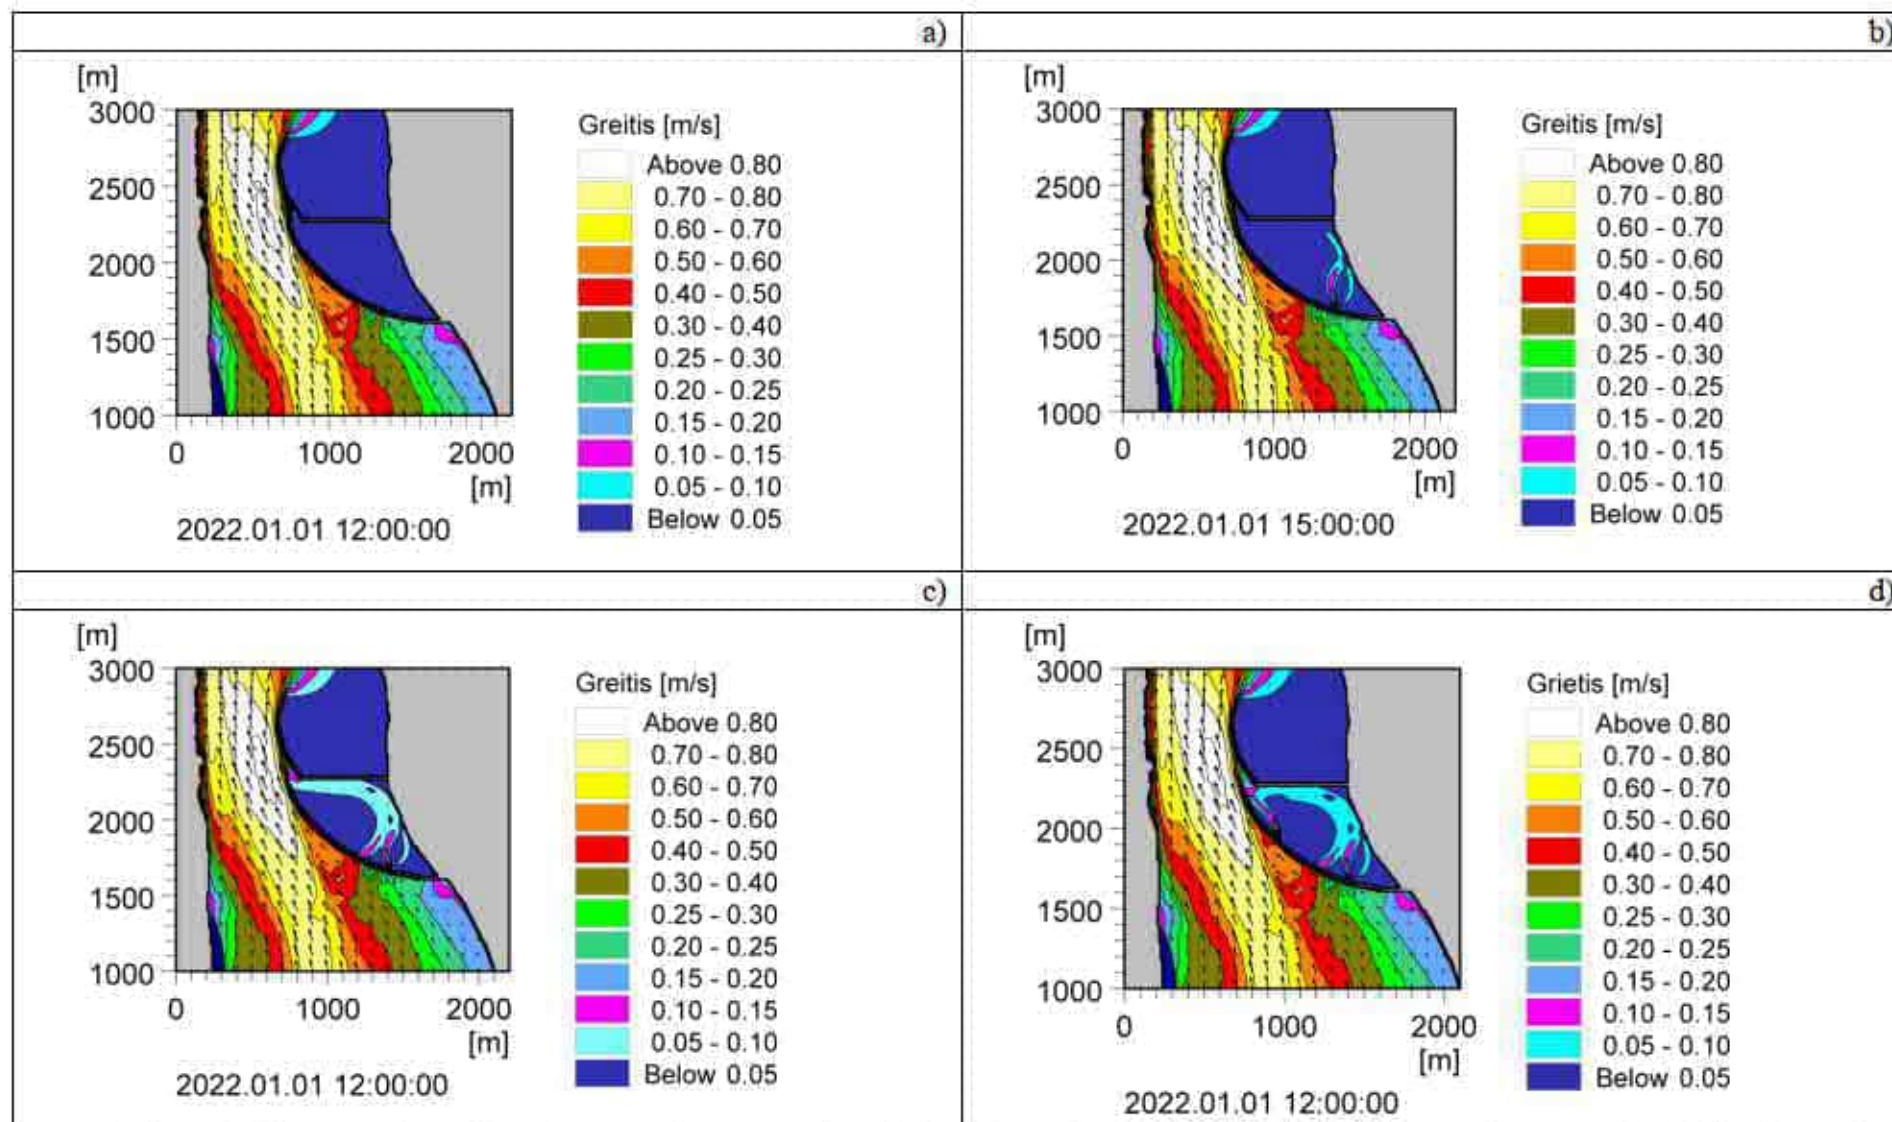 a)
[m]
3000
2500
2000
1500
1000
0 1000 2000
[m]
2022.01.01 12:00:00
Greitis [m/s]
Above 0.80
0.70 - 0.80
0.60 - 0.70
0.50 - 0.60
0.40 - 0.50
0.30 - 0.40
0.25 - 0.30
0.20 - 0.25
0.15 - 0.20
0.10 - 0.15
0.05 - 0.10
Below 0.05
b)
[m]
3000
2500
2000
1500
1000
0 1000 2000
[m]
2022.01.01 15:00:00
Greitis [m/s]
Above 0.80
0.70 - 0.80
0.60 - 0.70
0.50 - 0.60
0.40 - 0.50
0.30 - 0.40
0.25 - 0.30
0.20 - 0.25
0.15 - 0.20
0.10 - 0.15
0.05 - 0.10
Below 0.05
c)
[m]
3000
2500
2000
1500
1000
0 1000 2000
[m]
2022.01.01 12:00:00
Greitis [m/s]
Above 0.80
0.70 - 0.80
0.60 - 0.70
0.50 - 0.60
0.40 - 0.50
0.30 - 0.40
0.25 - 0.30
0.20 - 0.25
0.15 - 0.20
0.10 - 0.15
0.05 - 0.10
Below 0.05
d)
[m]
3000
2500
2000
1500
1000
0 1000 2000
[m]
2022.01.01 12:00:00
Grietis [m/s]
Above 0.80
0.70 - 0.80
0.60 - 0.70
0.50 - 0.60
0.40 - 0.50
0.30 - 0.40
0.25 - 0.30
0.20 - 0.25
0.15 - 0.20
0.10 - 0.15
0.05 - 0.10
Below 0.05